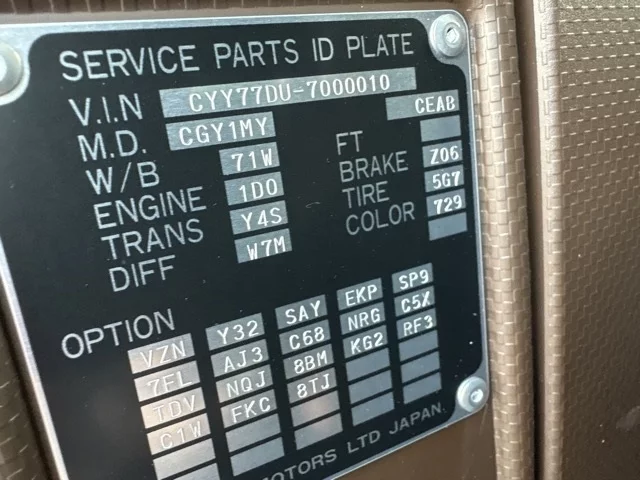 SERVICE PARTS ID PLATE
V.I.N CYY77DU-7000010
M.D. CGY1MY CEAB
W/B 71W FT
ENGINE 1D0 BRAKE Z06
TRANS Y4S TIRE 5G7
DIFF W7M COLOR 729
OPTION VZN Y32 SAY EKP SP9
7FL AJ3 C68 NRG C5X
TDV NQJ 8BM KG2 RF3
C1W FKC 8TJ
MOTORS LTD JAPAN.